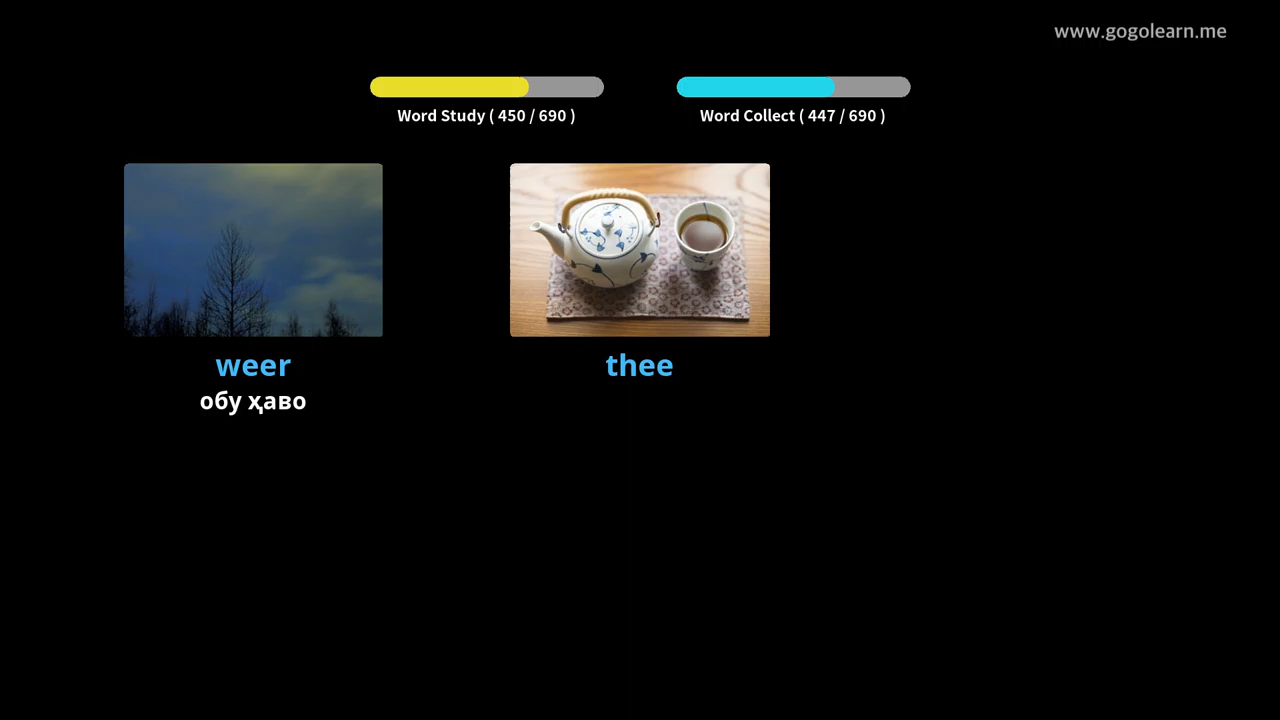 www.gogolearn.me
Word Study ( 450 / 690 )
Word Collect ( 447 / 690 )
weer
обу ҳаво
thee